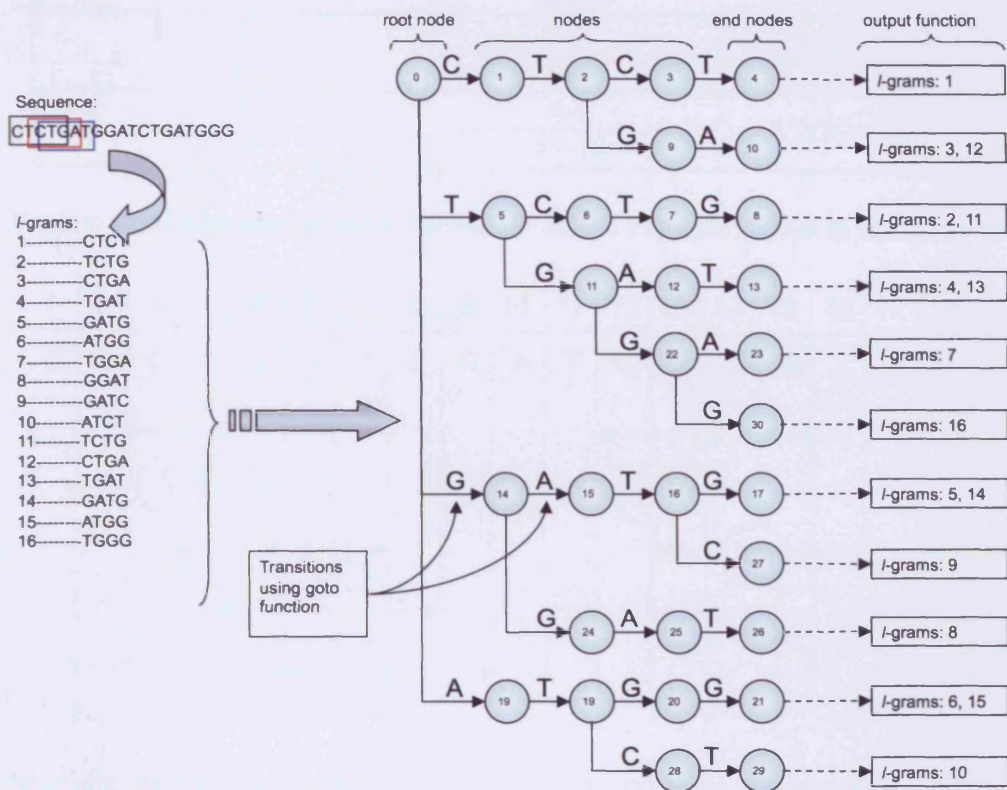 root node
nodes
end nodes
output function
Sequence:
CTCTGATGGATCTGATGGG
l-grams:
1----------CTCT
2----------TCTG
3----------CTGA
4----------TGAT
5----------GATG
6----------ATGG
7----------TGGA
8----------GGAT
9----------GATC
10---------ATCT
11---------TCTG
12---------CTGA
13---------TGAT
14---------GATG
15---------ATGG
16---------TGGG
Transitions
using goto
function
0 C 1 T 2 C 3 T 4 l-grams: 1
G 9 A 10 l-grams: 3, 12
T 5 C 6 T 7 G 8 l-grams: 2, 11
G 11 A 12 T 13 l-grams: 4, 13
G 22 A 23 l-grams: 7
G 30 l-grams: 16
G 14 A 15 T 16 G 17 l-grams: 5, 14
C 27 l-grams: 9
G 24 A 25 T 26 l-grams: 8
A 19 T 19 G 20 G 21 l-grams: 6, 15
C 28 T 29 l-grams: 10